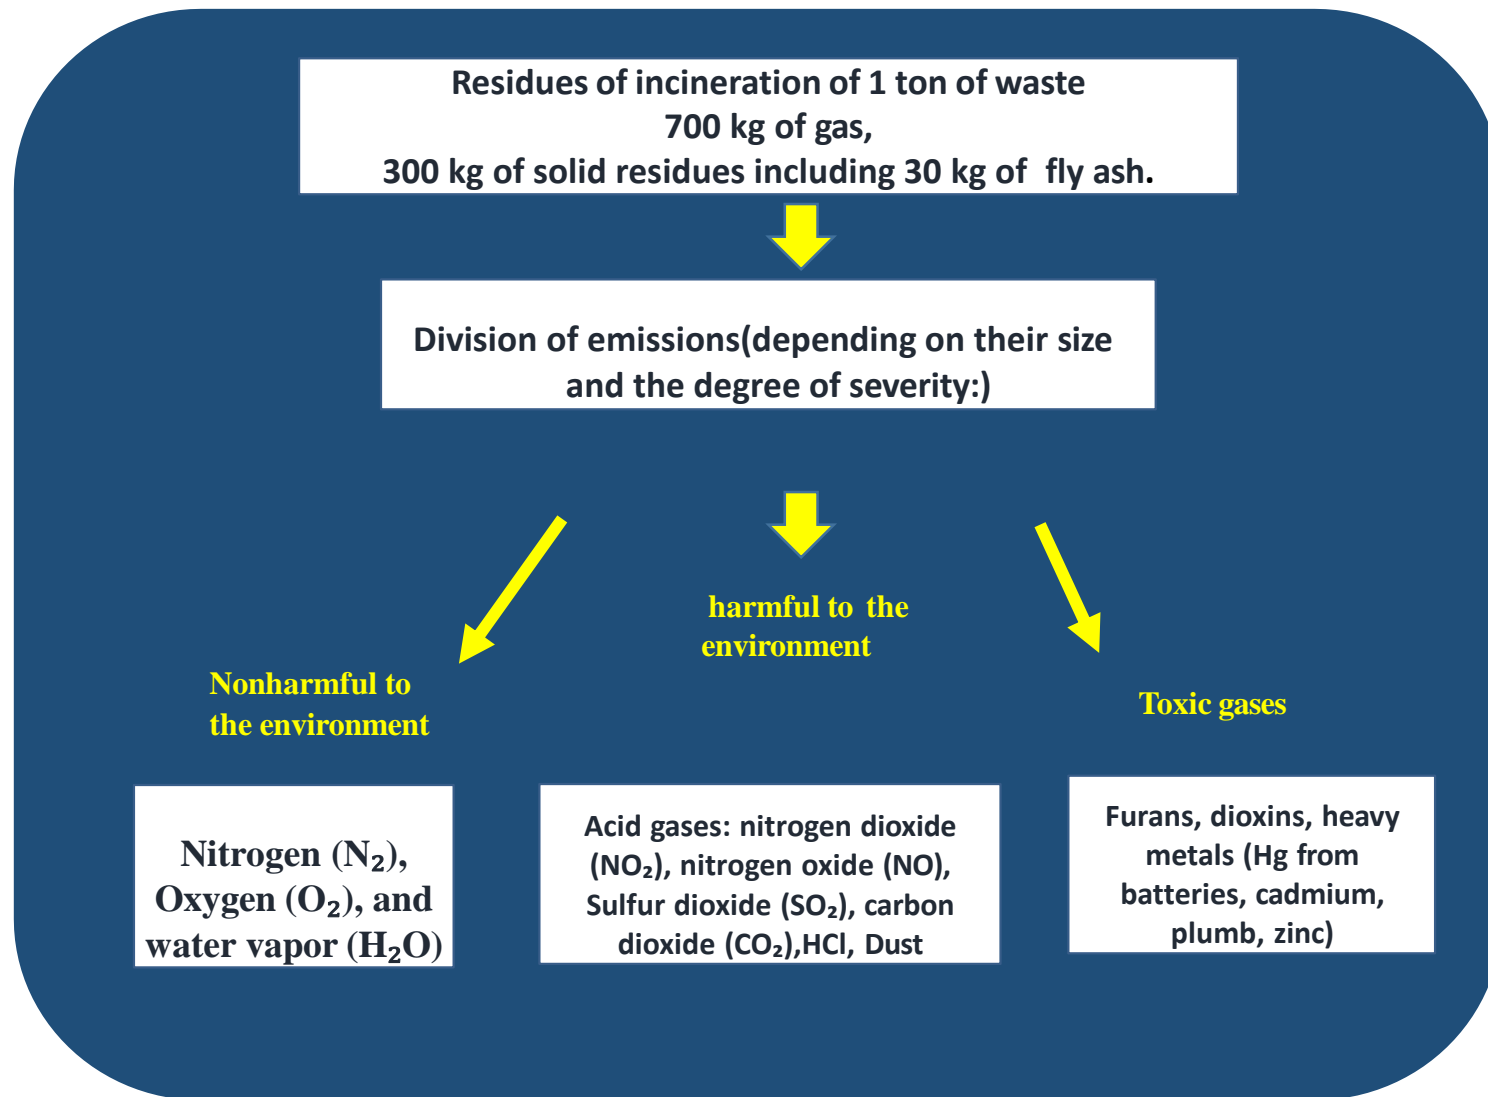 Residues of incineration of 1 ton of waste
700 kg of gas,
300 kg of solid residues including 30 kg of fly ash.
Division of emissions(depending on their size
and the degree of severity:)
harmful to the
environment
Nonharmful to
the environment
Toxic gases
Nitrogen (N₂),
Oxygen (O₂), and
water vapor (H₂O)
Acid gases: nitrogen dioxide
(NO₂), nitrogen oxide (NO),
Sulfur dioxide (SO₂), carbon
dioxide (CO₂),HCl, Dust
Furans, dioxins, heavy
metals (Hg from
batteries, cadmium,
plumb, zinc)